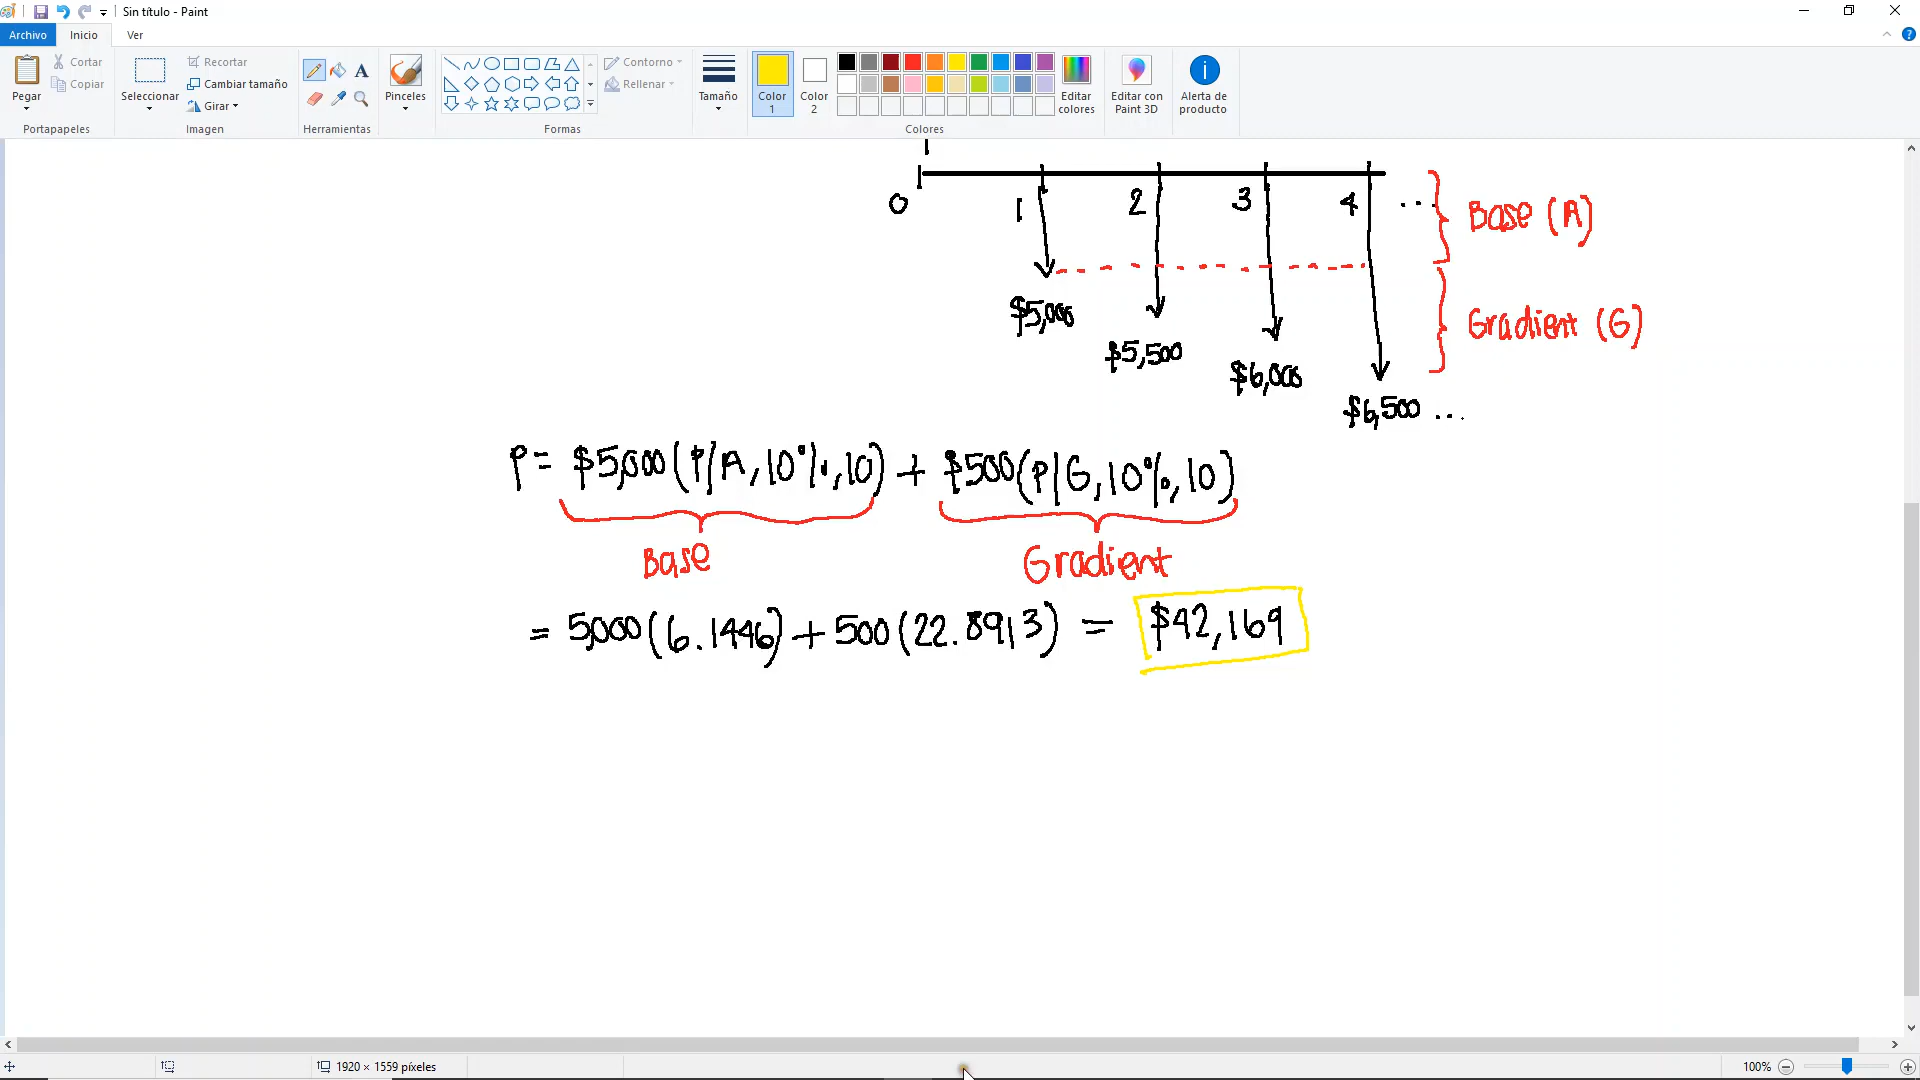 Sin título - Paint
Archivo Inicio Ver
Pegar
Cortar
Copiar
Portapapeles
Seleccionar
Recortar
Cambiar tamaño
Girar
Imagen
A
Herramientas
Pinceles
Contorno
Rellenar
Formas
Tamaño
Color 1
Color 2
Editar colores
Colores
Editar con Paint 3D
Alerta de producto
0 1 2 3 4 ...
Base (A)
Gradient (G)
$5,000
$5,500
$6,000
$6,500 ...
P = $5,000(P/A, 10%, 10) + $500(P/G, 10%, 10)
Base Gradient
= 5,000(6.1446) + 500(22.8913) = $42,169
1920 × 1559 píxeles 100%